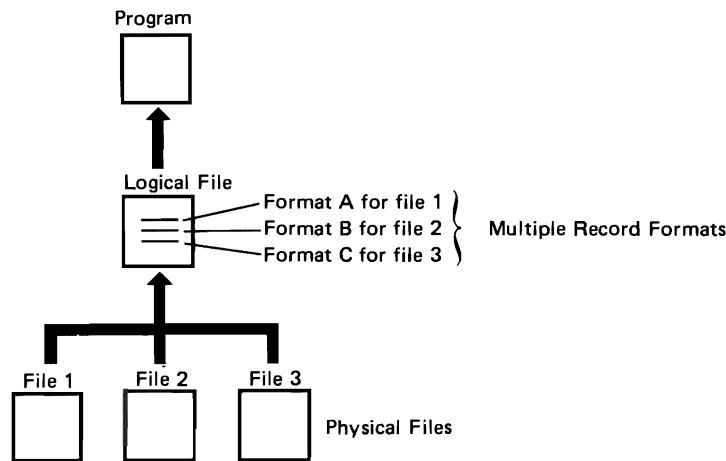 Program
Logical File
Format A for file 1
Format B for file 2
Format C for file 3
Multiple Record Formats
File 1
File 2
File 3
Physical Files